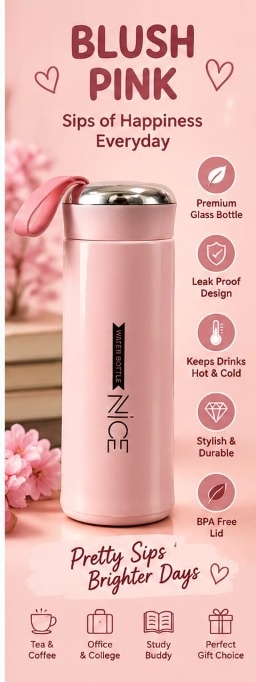 BLUSH
PINK
Sips of Happiness
Everyday
Premium
Glass Bottle
Leak Proof
Design
Keeps Drinks
Hot & Cold
Stylish &
Durable
BPA Free
Lid
WATER BOTTLE
NICE
Pretty Sips
Brighter Days
Tea &
Coffee
Office
& College
Study
Buddy
Perfect
Gift Choice